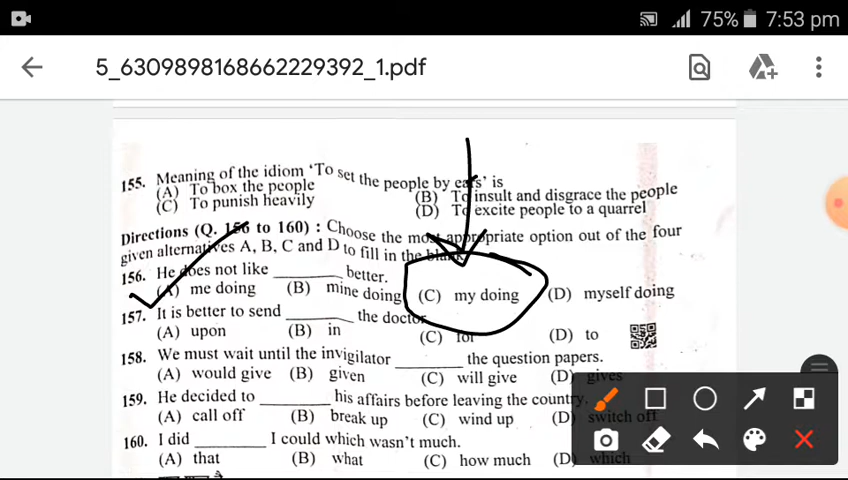 75% 7:53 pm
5_6309898168662229392_1.pdf
155. Meaning of the idiom 'To set the people by ears' is
(A) To box the people (B) To insult and disgrace the people
(C) To punish heavily (D) To excite people to a quarrel
Directions (Q. 156 to 160) : Choose the most appropriate option out of the four
given alternatives A, B, C and D to fill in the blank.
156. He does not like ________ better.
(A) me doing (B) mine doing (C) my doing (D) myself doing
157. It is better to send ________ the doctor.
(A) upon (B) in (C) for (D) to
158. We must wait until the invigilator ________ the question papers.
(A) would give (B) given (C) will give (D) gives
159. He decided to ________ his affairs before leaving the country.
(A) call off (B) break up (C) wind up (D) switch off
160. I did ________ I could which wasn't much.
(A) that (B) what (C) how much (D) which